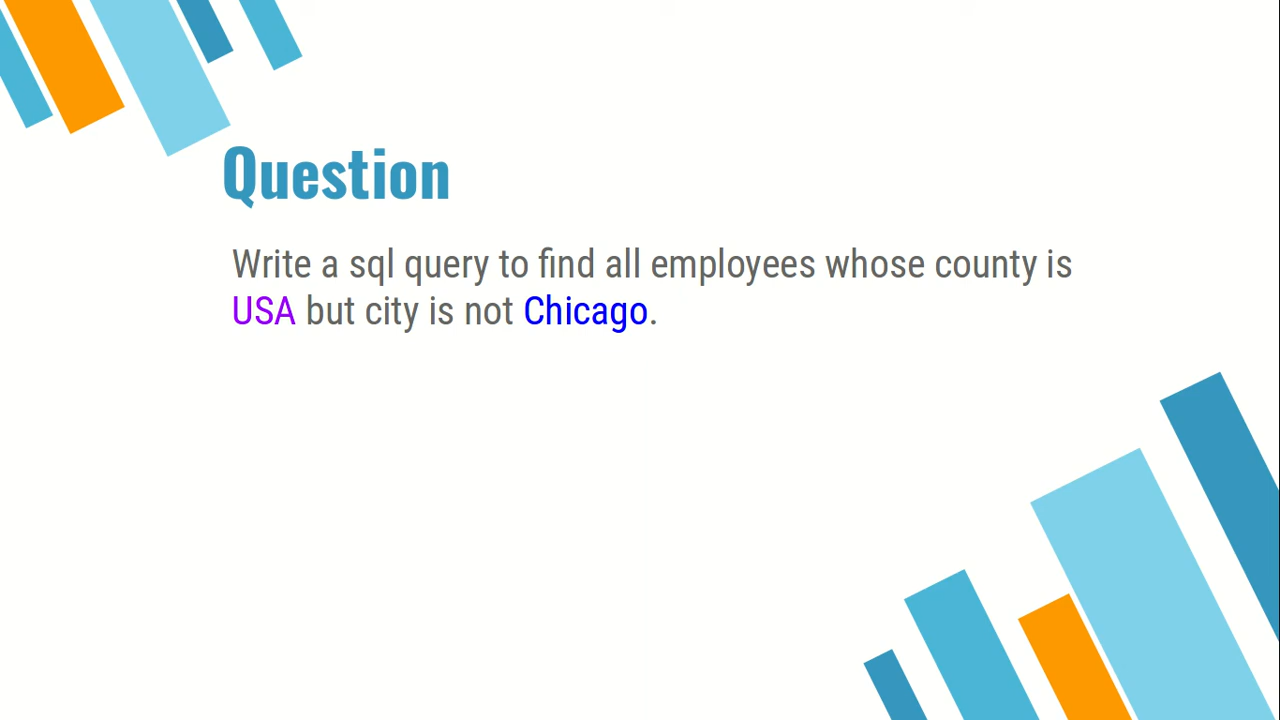 Question
Write a sql query to find all employees whose county is
USA but city is not Chicago.